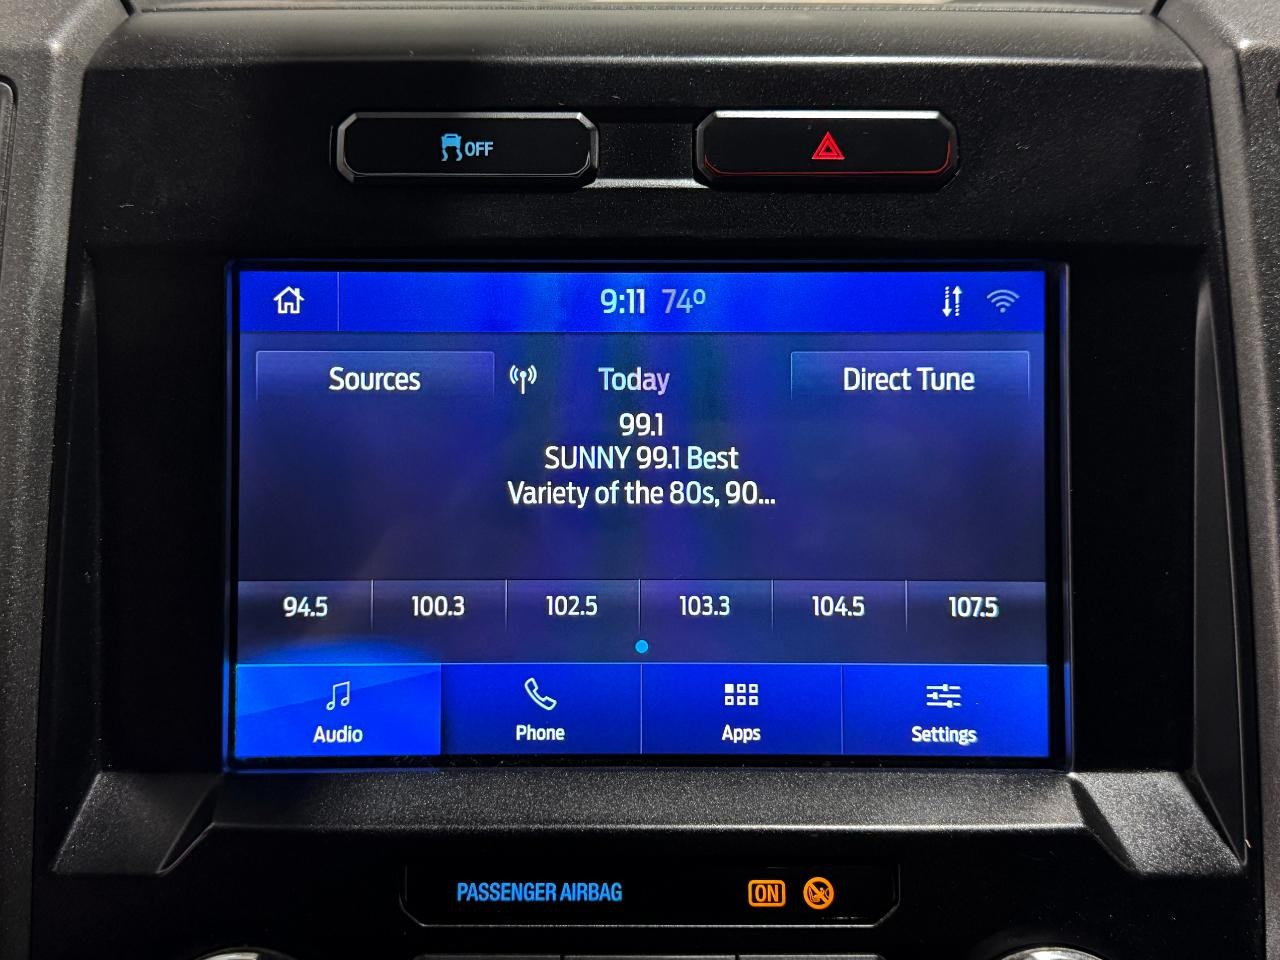 OFF
9:11 74º
Sources
Today
Direct Tune
99.1
SUNNY 99.1 Best
Variety of the 80s, 90...
94.5 100.3 102.5 103.3 104.5 107.5
Audio Phone Apps Settings
PASSENGER AIRBAG ON